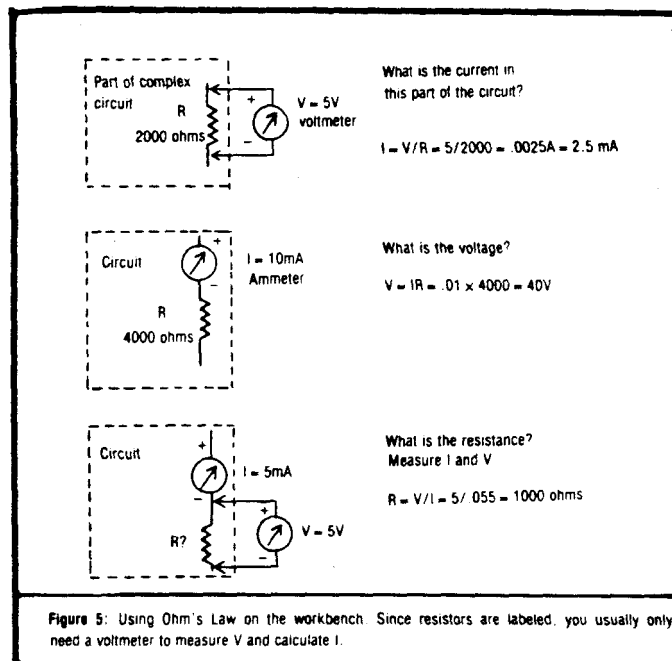 Part of complex
circuit
R
2000 ohms
+
−
V = 5V
voltmeter
What is the current in
this part of the circuit?
I = V/R = 5/2000 = .0025A = 2.5 mA
Circuit
+
−
I = 10mA
Ammeter
R
4000 ohms
What is the voltage?
V = IR = .01 x 4000 = 40V
Circuit
+
I = 5mA
−
+
R?
V = 5V
−
What is the resistance?
Measure I and V
R = V/I = 5/.055 = 1000 ohms
Figure 5: Using Ohm's Law on the workbench. Since resistors are labeled, you usually only
need a voltmeter to measure V and calculate I.